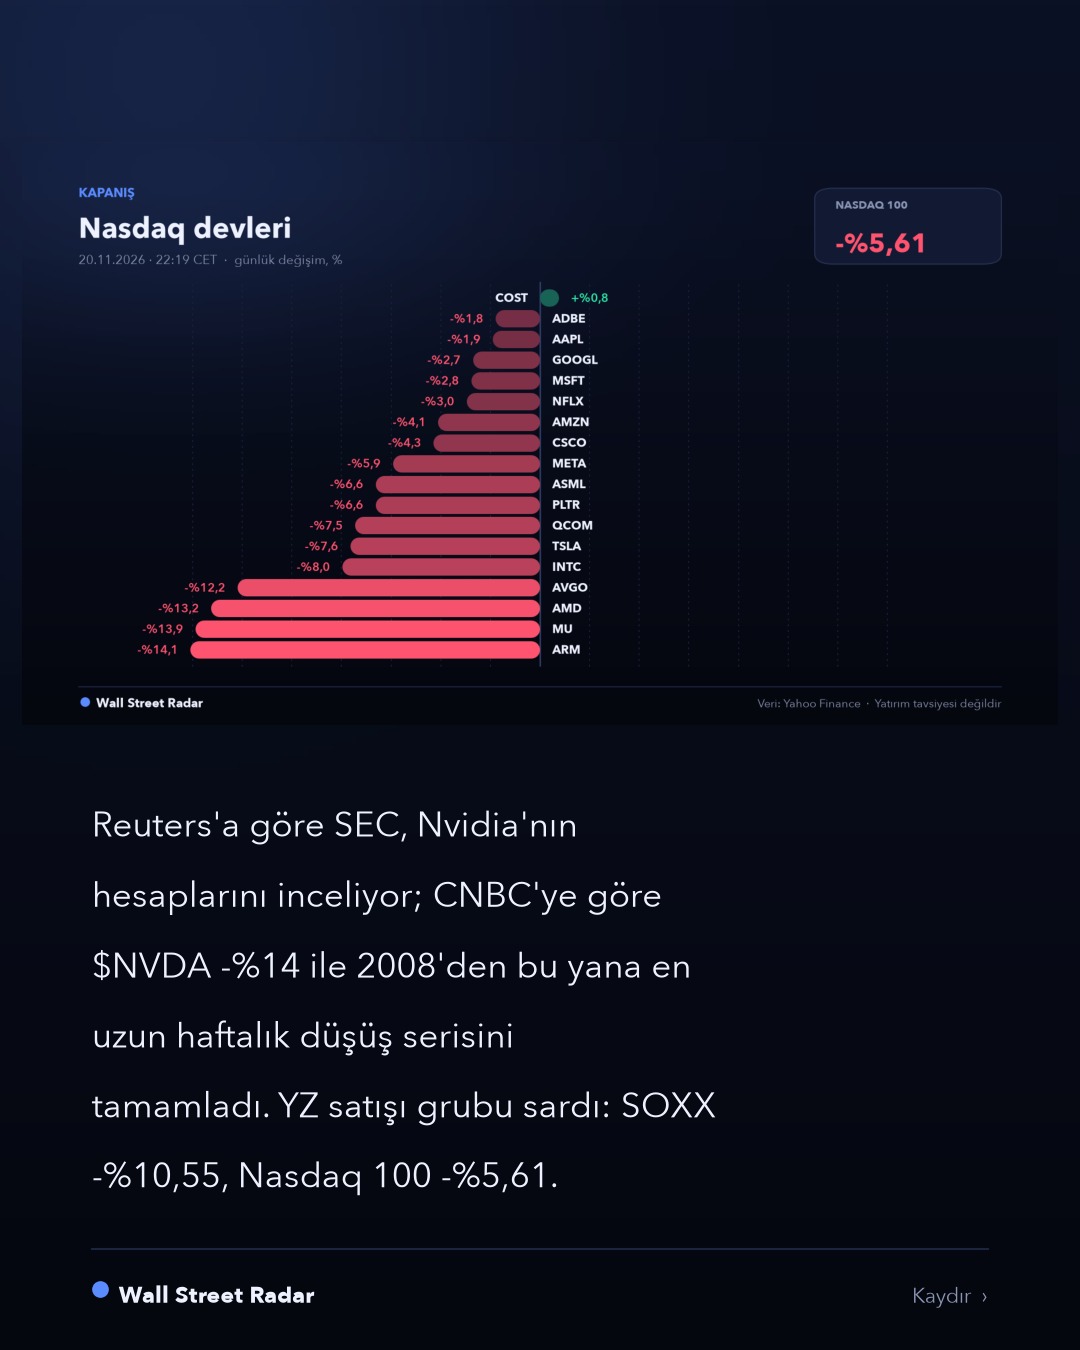 KAPANIŞ
Nasdaq devleri
20.11.2026 · 22:19 CET · günlük değişim, %
NASDAQ 100
-%5,61
COST +%0,8
-%1,8 ADBE
-%1,9 AAPL
-%2,7 GOOGL
-%2,8 MSFT
-%3,0 NFLX
-%4,1 AMZN
-%4,3 CSCO
-%5,9 META
-%6,6 ASML
-%6,6 PLTR
-%7,5 QCOM
-%7,6 TSLA
-%8,0 INTC
-%12,2 AVGO
-%13,2 AMD
-%13,9 MU
-%14,1 ARM
Wall Street Radar
Veri: Yahoo Finance · Yatırım tavsiyesi değildir
Reuters'a göre SEC, Nvidia'nın
hesaplarını inceliyor; CNBC'ye göre
$NVDA -%14 ile 2008'den bu yana en
uzun haftalık düşüş serisini
tamamladı. YZ satışı grubu sardı: SOXX
-%10,55, Nasdaq 100 -%5,61.
Wall Street Radar
Kaydır ›